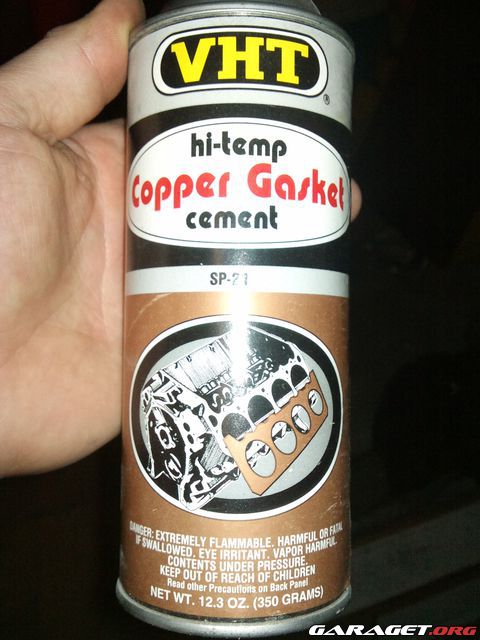 VHT
®
hi-temp
Copper Gasket
cement
DANGER: EXTREMELY FLAMMABLE. HARMFUL OR FATAL
IF SWALLOWED. EYE IRRITANT. VAPOR HARMFUL.
CONTENTS UNDER PRESSURE.
KEEP OUT OF REACH OF CHILDREN
Read other Precautions on Back Panel
NET WT. 12.3 OZ. (350 GRAMS)
GARAGET.ORG